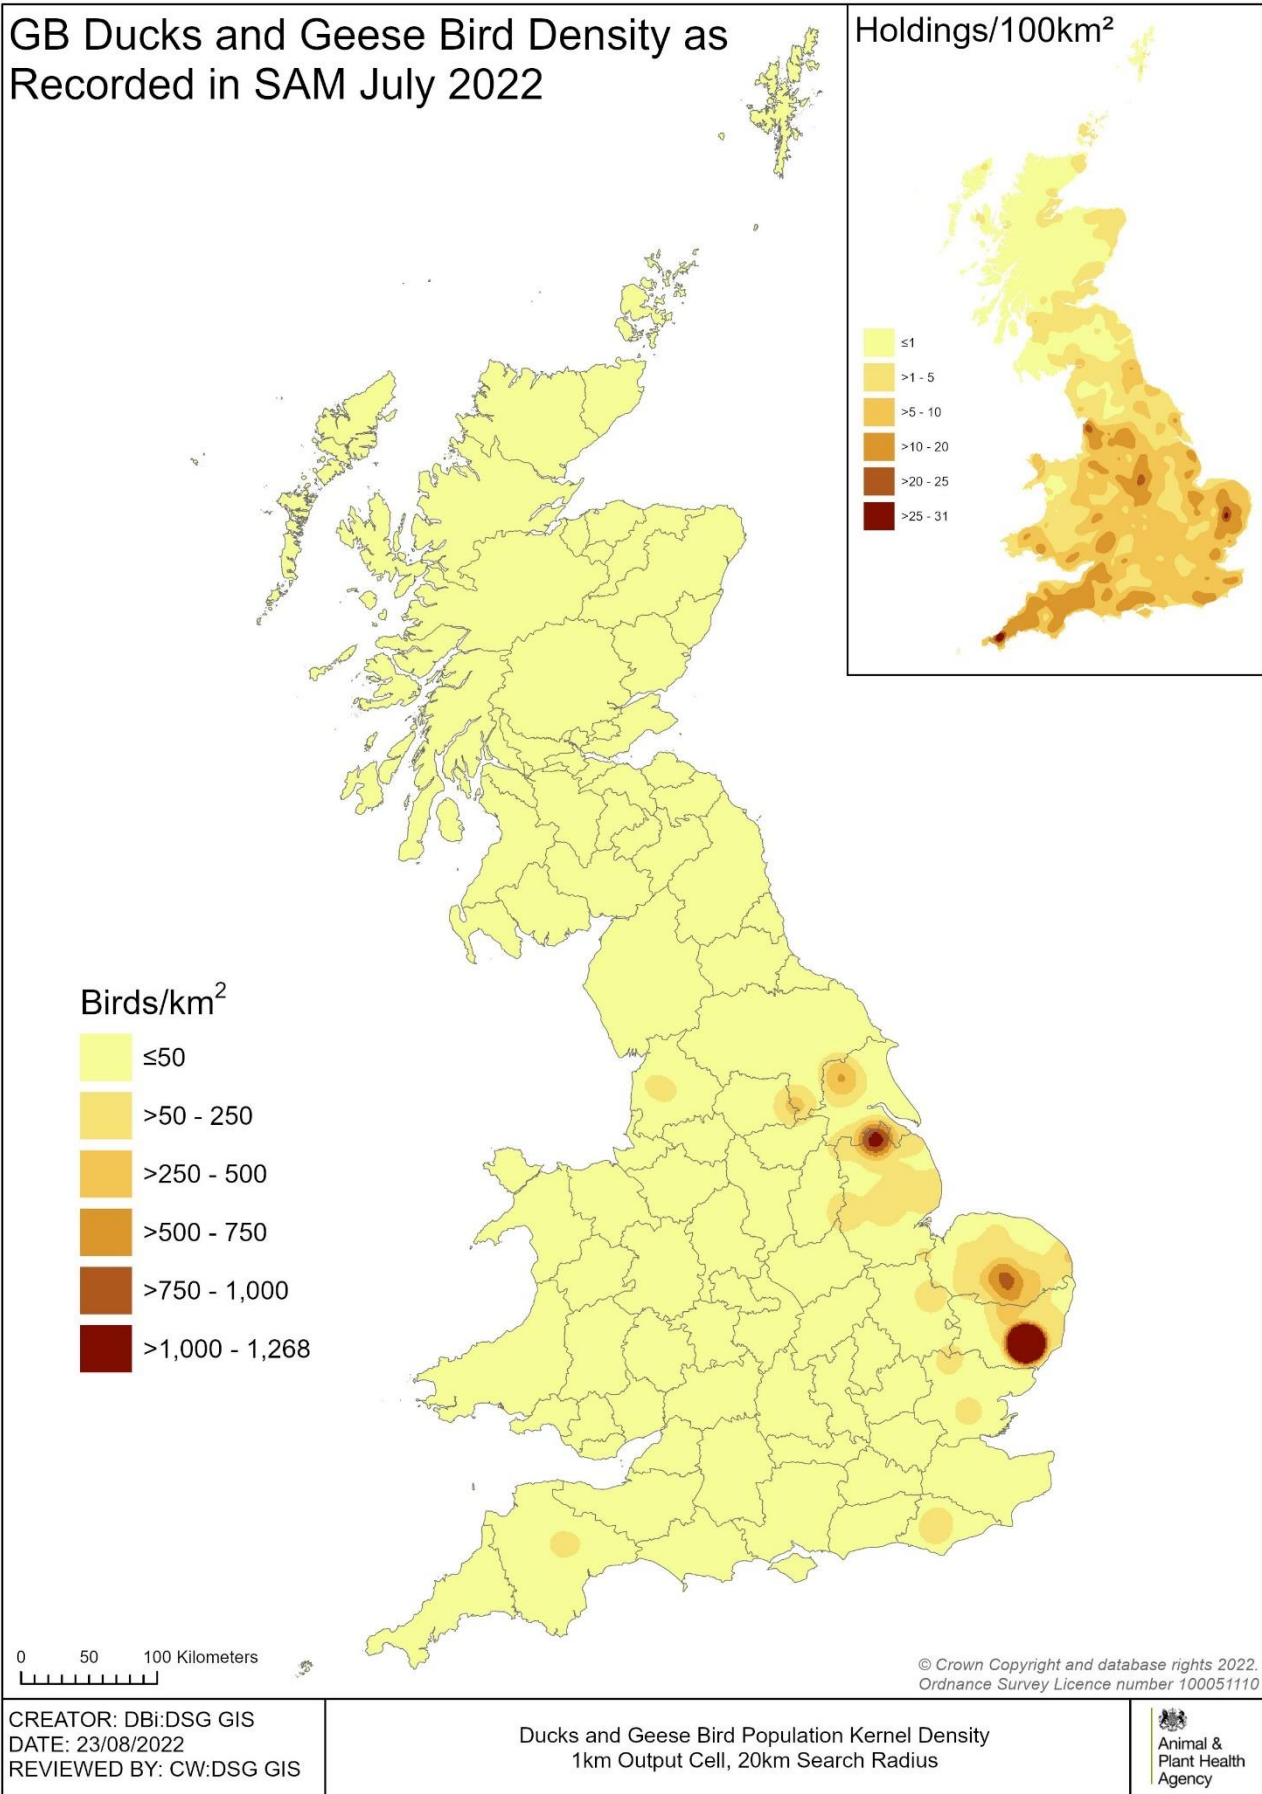 GB Ducks and Geese Bird Density as
Recorded in SAM July 2022
Holdings/100km²
≤1
>1 - 5
>5 - 10
>10 - 20
>20 - 25
>25 - 31
Birds/km²
≤50
>50 - 250
>250 - 500
>500 - 750
>750 - 1,000
>1,000 - 1,268
0 50 100 Kilometers
© Crown Copyright and database rights 2022.
Ordnance Survey Licence number 100051110
CREATOR: DBi:DSG GIS
DATE: 23/08/2022
REVIEWED BY: CW:DSG GIS
Ducks and Geese Bird Population Kernel Density
1km Output Cell, 20km Search Radius
Animal &
Plant Health
Agency